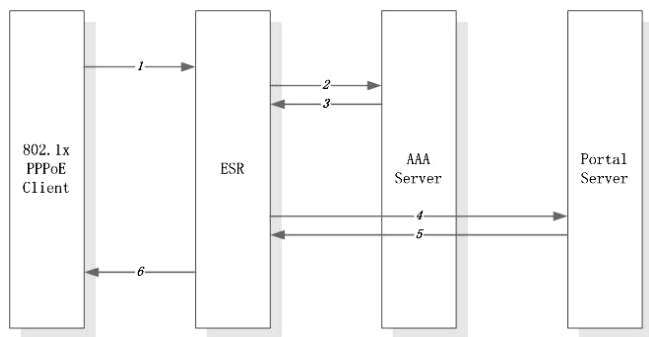 1
2
3
802.1x
PPPoE
Client
ESR
AAA
Server
Portal
Server
4
5
6